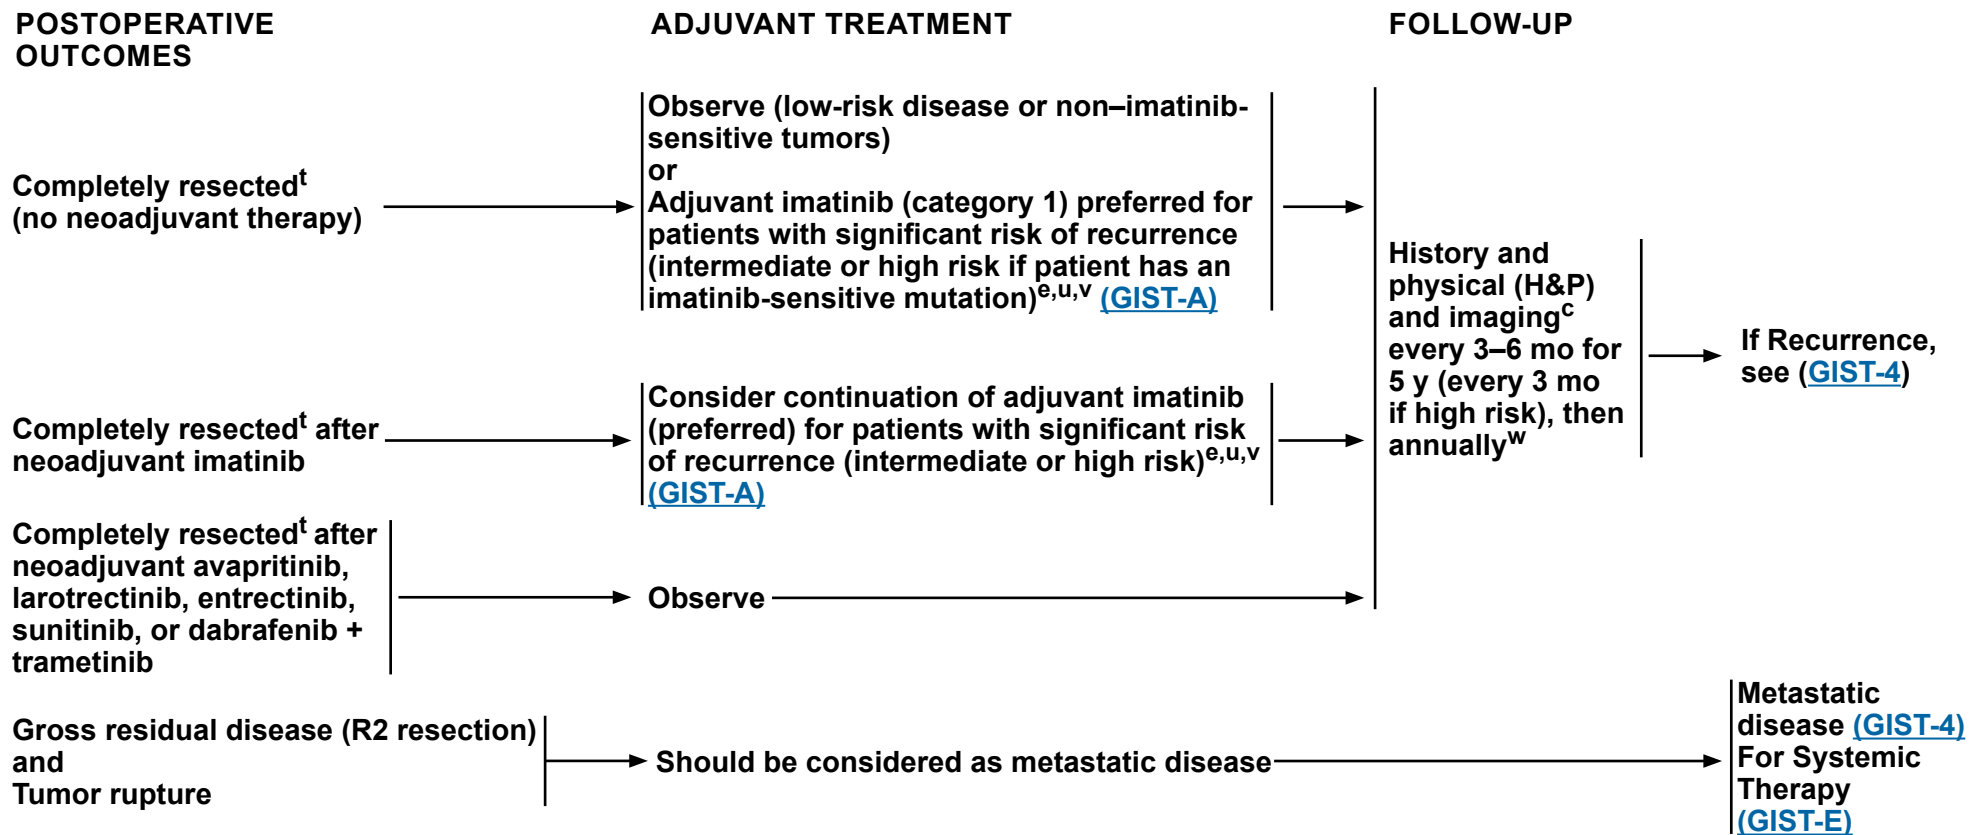 POSTOPERATIVE
OUTCOMES
ADJUVANT TREATMENT
FOLLOW-UP
Completely resectedᵗ
(no neoadjuvant therapy)
Observe (low-risk disease or non–imatinib-
sensitive tumors)
or
Adjuvant imatinib (category 1) preferred for
patients with significant risk of recurrence
(intermediate or high risk if patient has an
imatinib-sensitive mutation)ᵉ,ᵘ,ᵛ (GIST-A)
Completely resectedᵗ after
neoadjuvant imatinib
Consider continuation of adjuvant imatinib
(preferred) for patients with significant risk
of recurrence (intermediate or high risk)ᵉ,ᵘ,ᵛ
(GIST-A)
Completely resectedᵗ after
neoadjuvant avapritinib,
larotrectinib, entrectinib,
sunitinib, or dabrafenib +
trametinib
Observe
History and
physical (H&P)
and imagingᶜ
every 3–6 mo for
5 y (every 3 mo
if high risk), then
annuallyʷ
If Recurrence,
see (GIST-4)
Gross residual disease (R2 resection)
and
Tumor rupture
Should be considered as metastatic disease
Metastatic
disease (GIST-4)
For Systemic
Therapy
(GIST-E)